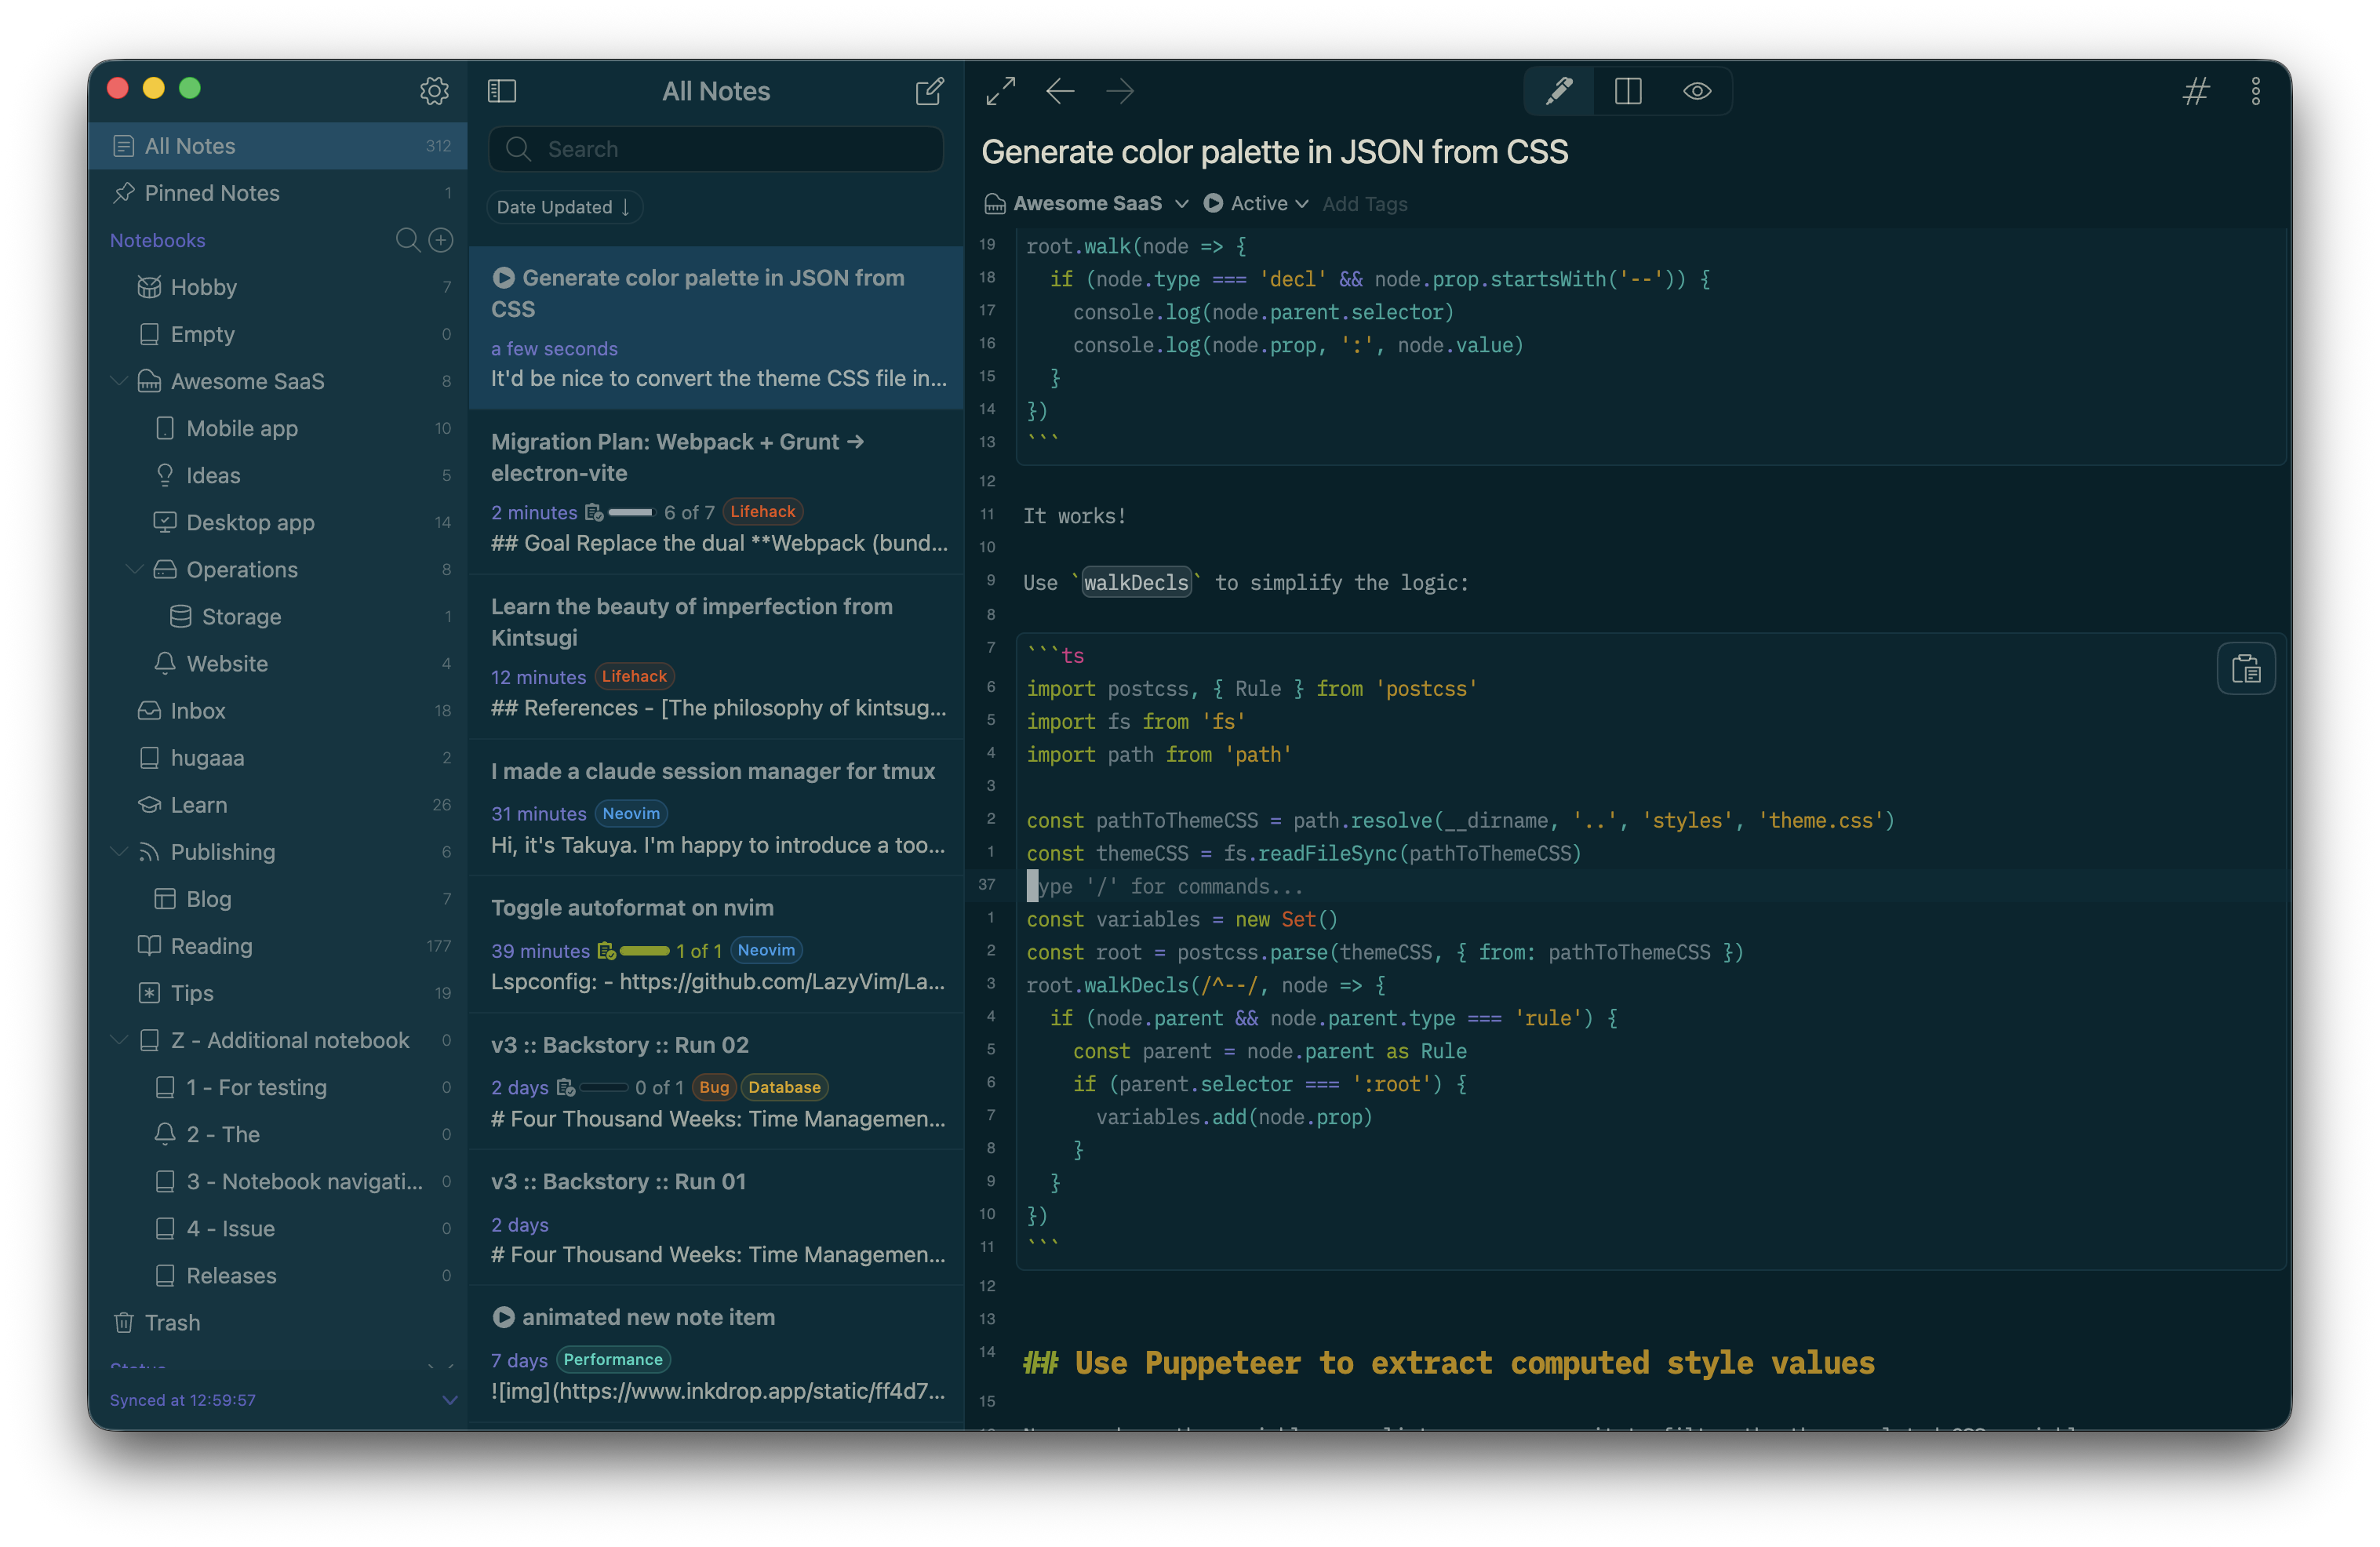 All Notes 312
Pinned Notes 1
Notebooks
Hobby 7
Empty 0
Awesome SaaS 8
Mobile app 10
Ideas 5
Desktop app 14
Operations 8
Storage 1
Website 4
Inbox 18
hugaaa 2
Learn 26
Publishing 6
Blog 7
Reading 177
Tips 19
Z - Additional notebook 0
1 - For testing 0
2 - The 0
3 - Notebook navigati... 0
4 - Issue 0
Releases 0
Trash
Synced at 12:59:57
All Notes
Search
Date Updated ↓
Generate color palette in JSON from
CSS
a few seconds
It'd be nice to convert the theme CSS file in...
Migration Plan: Webpack + Grunt →
electron-vite
2 minutes 6 of 7 Lifehack
## Goal Replace the dual **Webpack (bund...
Learn the beauty of imperfection from
Kintsugi
12 minutes Lifehack
## References - [The philosophy of kintsug...
I made a claude session manager for tmux
31 minutes Neovim
Hi, it's Takuya. I'm happy to introduce a too...
Toggle autoformat on nvim
39 minutes 1 of 1 Neovim
Lspconfig: - https://github.com/LazyVim/La...
v3 :: Backstory :: Run 02
2 days 0 of 1 Bug Database
# Four Thousand Weeks: Time Managemen...
v3 :: Backstory :: Run 01
2 days
# Four Thousand Weeks: Time Managemen...
animated new note item
7 days Performance
![img](https://www.inkdrop.app/static/ff4d7...
Generate color palette in JSON from CSS
Awesome SaaS Active Add Tags
19 root.walk(node => {
18 if (node.type === 'decl' && node.prop.startsWith('--')) {
17 console.log(node.parent.selector)
16 console.log(node.prop, ':', node.value)
15 }
14 })
13 ```
12
11 It works!
10
9 Use `walkDecls` to simplify the logic:
8
7 ```ts
6 import postcss, { Rule } from 'postcss'
5 import fs from 'fs'
4 import path from 'path'
3
2 const pathToThemeCSS = path.resolve(__dirname, '..', 'styles', 'theme.css')
1 const themeCSS = fs.readFileSync(pathToThemeCSS)
37 ype '/' for commands...
1 const variables = new Set()
2 const root = postcss.parse(themeCSS, { from: pathToThemeCSS })
3 root.walkDecls(/^--/, node => {
4 if (node.parent && node.parent.type === 'rule') {
5 const parent = node.parent as Rule
6 if (parent.selector === ':root') {
7 variables.add(node.prop)
8 }
9 }
10 })
11 ```
12
13
14 ## Use Puppeteer to extract computed style values
15